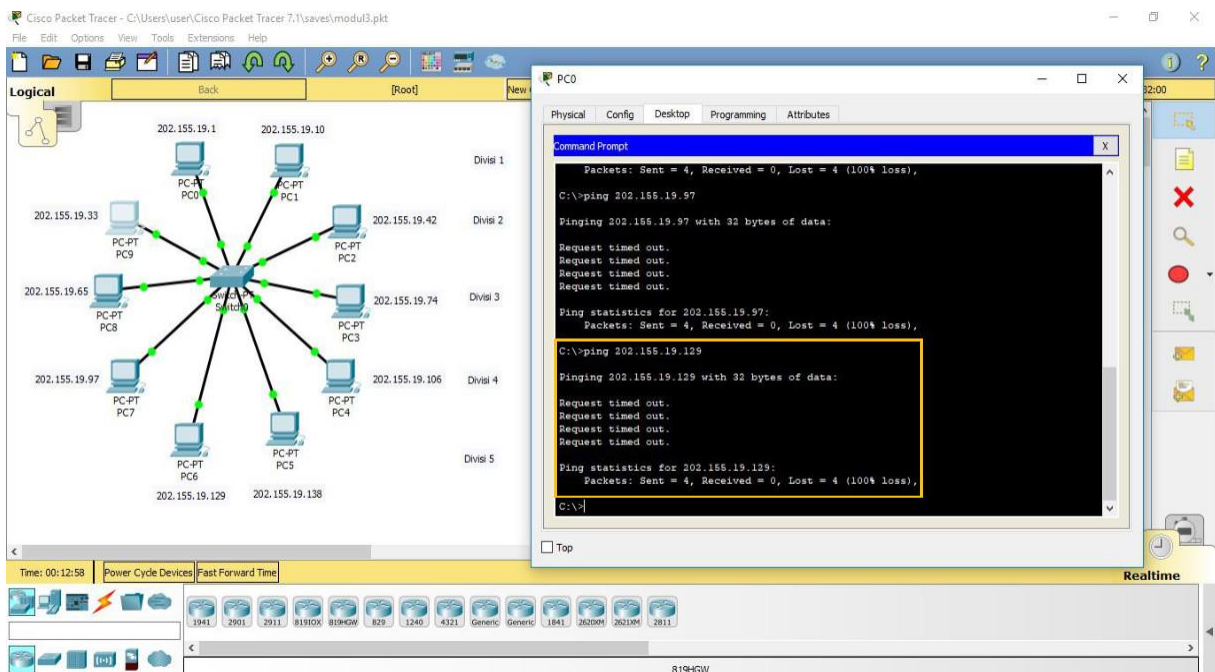 Cisco Packet Tracer - C:\Users\user\Cisco Packet Tracer 7.1\saves\modul3.pkt
File Edit Options View Tools Extensions Help
Logical
Back
[Root]
New
32:00
202.155.19.1
202.155.19.10
Divisi 1
PC-PT
PC0
PC-PT
PC1
202.155.19.33
202.155.19.42
Divisi 2
PC-PT
PC9
PC-PT
PC2
202.155.19.65
Switch-PT
Switch0
202.155.19.74
Divisi 3
PC-PT
PC8
PC-PT
PC3
202.155.19.97
202.155.19.106
Divisi 4
PC-PT
PC7
PC-PT
PC4
PC-PT
PC6
PC-PT
PC5
Divisi 5
202.155.19.129
202.155.19.138
PC0
Physical Config Desktop Programming Attributes
Command Prompt
X
Packets: Sent = 4, Received = 0, Lost = 4 (100% loss),
C:\>ping 202.155.19.97
Pinging 202.155.19.97 with 32 bytes of data:
Request timed out.
Request timed out.
Request timed out.
Request timed out.
Ping statistics for 202.155.19.97:
Packets: Sent = 4, Received = 0, Lost = 4 (100% loss),
C:\>ping 202.155.19.129
Pinging 202.155.19.129 with 32 bytes of data:
Request timed out.
Request timed out.
Request timed out.
Request timed out.
Ping statistics for 202.155.19.129:
Packets: Sent = 4, Received = 0, Lost = 4 (100% loss),
C:\>
Top
Time: 00:12:58 Power Cycle Devices Fast Forward Time
Realtime
1941 2901 2911 819IOX 819HGW 829 1240 4321 Generic Generic 1841 2620XM 2621XM 2811
819HGW